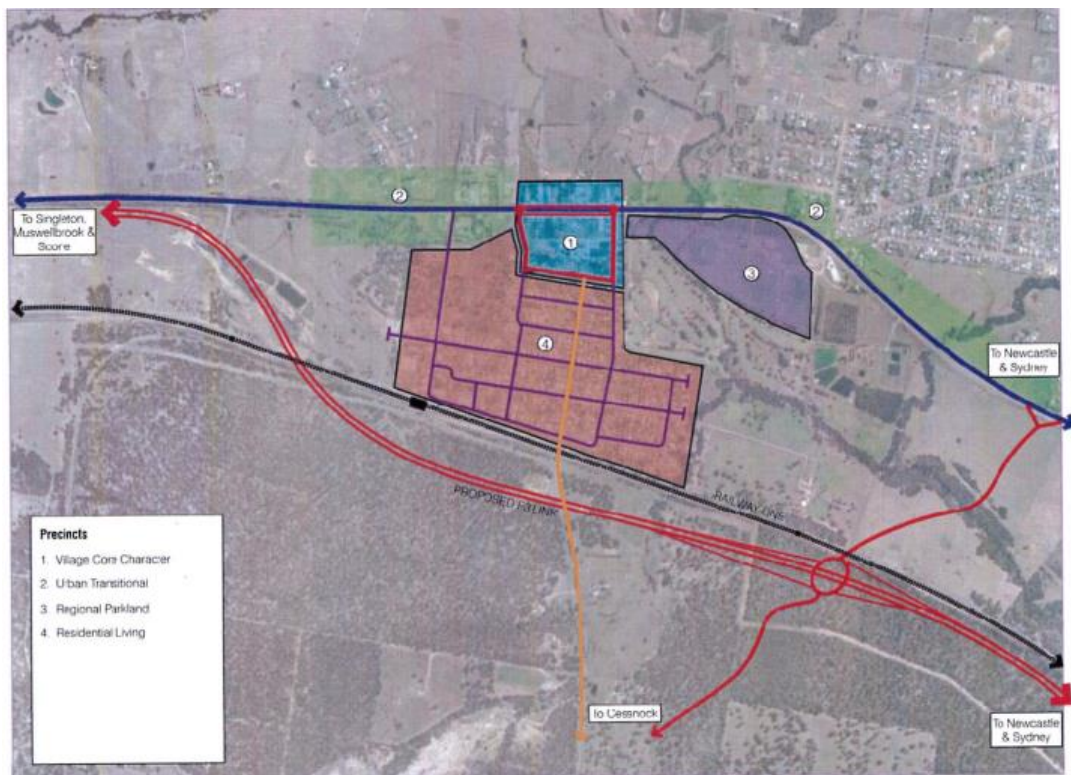 2
2
1
3
4
To Singleton,
Muswellbrook &
Scone
To Newcastle
& Sydney
PROPOSED F3 LINK
RAILWAY LINE
Precincts
1. Village Core Character
2. Urban Transitional
3. Regional Parkland
4. Residential Living
To Cessnock
To Newcastle
& Sydney